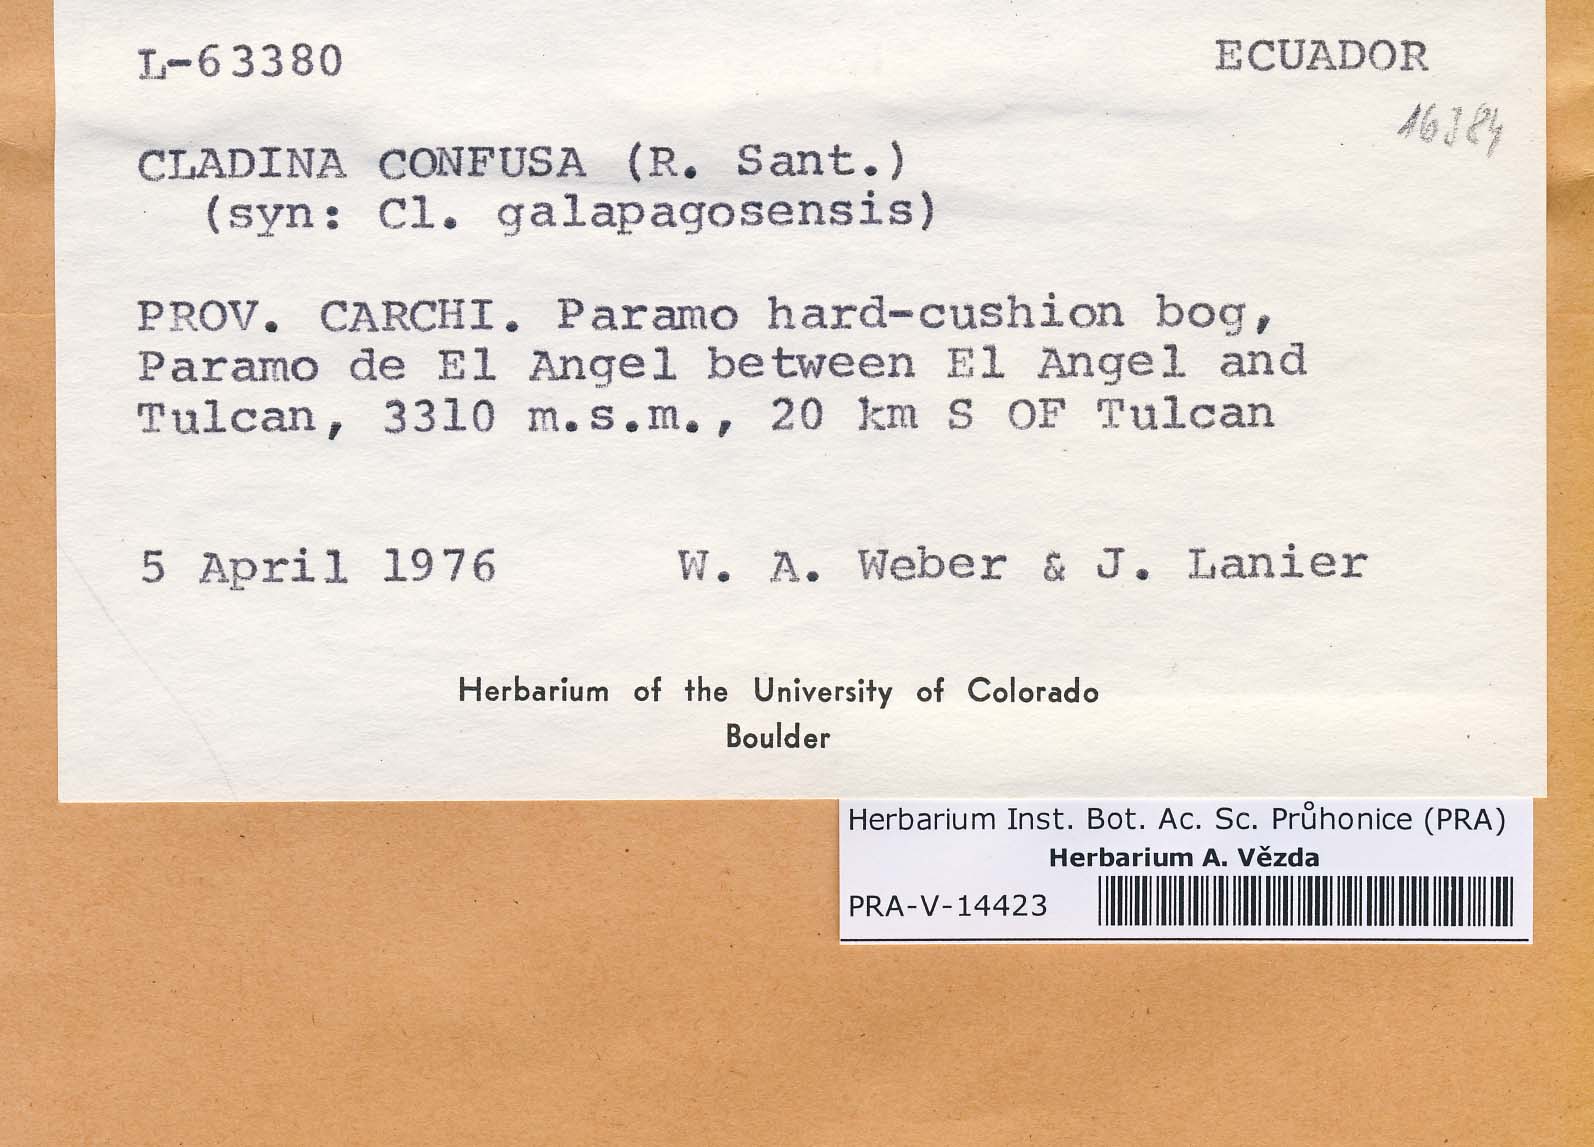 L-63380 ECUADOR
16384
CLADINA CONFUSA (R. Sant.)
(syn: Cl. galapagosensis)
PROV. CARCHI. Paramo hard-cushion bog,
Paramo de El Angel between El Angel and
Tulcan, 3310 m.s.m., 20 km S OF Tulcan
5 April 1976 W. A. Weber & J. Lanier
Herbarium of the University of Colorado
Boulder
Herbarium Inst. Bot. Ac. Sc. Průhonice (PRA)
Herbarium A. Vězda
PRA-V-14423